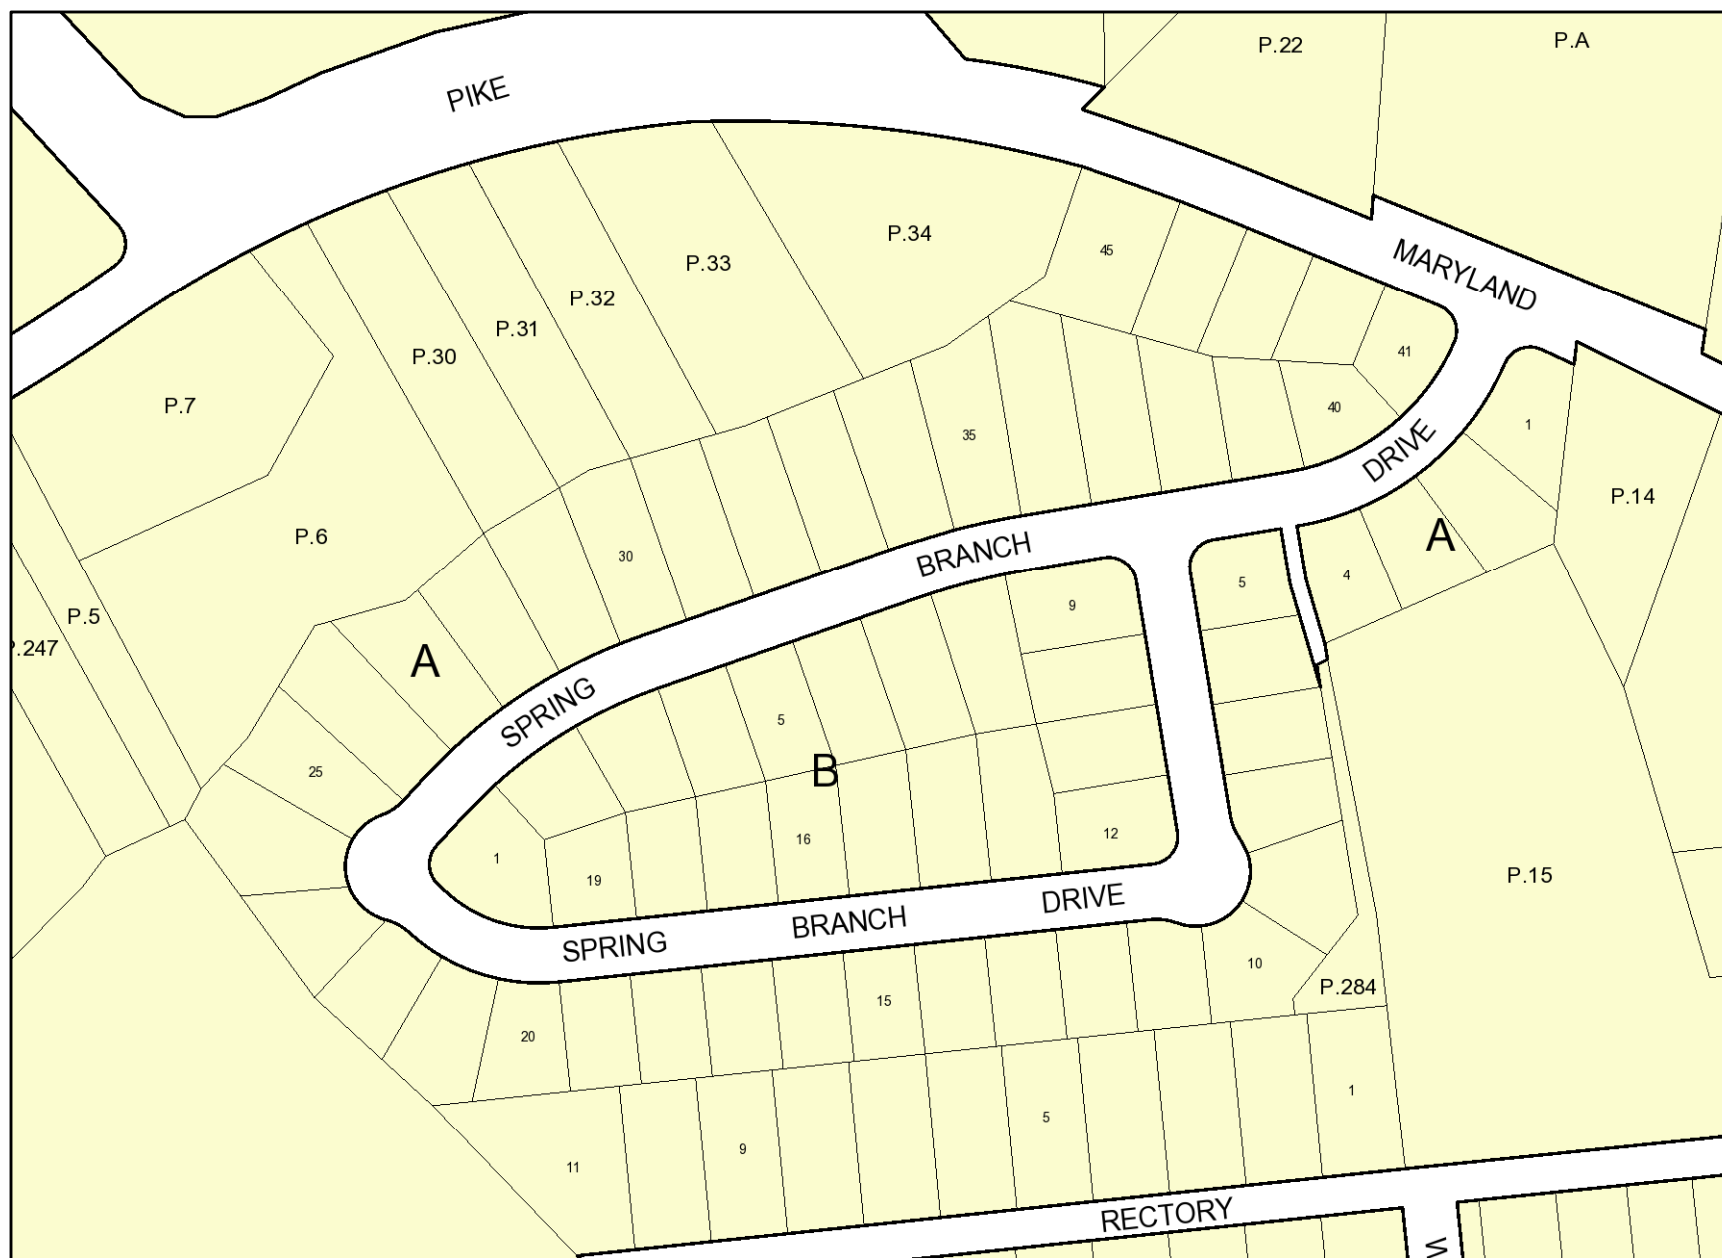 P.22
P.A
PIKE
P.34
45
P.33
MARYLAND
P.32
P.31
P.30
41
P.7
40
1
35
DRIVE
P.14
P.6
A
BRANCH
30
4
5
9
P.5
.247
A
SPRING
5
B
25
12
16
1
19
P.15
DRIVE
BRANCH
SPRING
10
P.284
15
20
1
5
9
11
RECTORY
W